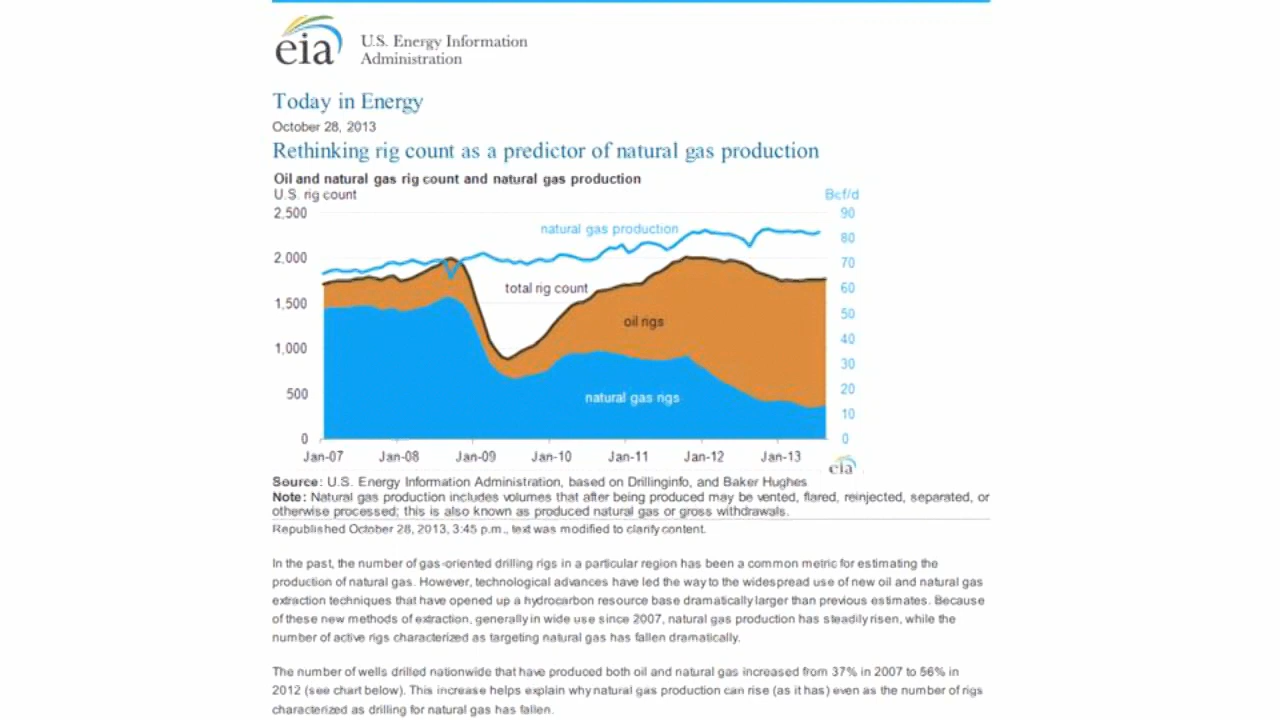 eia
U.S. Energy Information
Administration
Today in Energy
October 28, 2013
Rethinking rig count as a predictor of natural gas production
Oil and natural gas rig count and natural gas production
U.S. rig count
Bcf/d
2,500
90
natural gas production
80
2,000
70
total rig count
60
1,500
oil rigs
50
40
1,000
30
500
natural gas rigs
20
10
0
0
Jan-07 Jan-08 Jan-09 Jan-10 Jan-11 Jan-12 Jan-13
eia
Source: U.S. Energy Information Administration, based on Drillinginfo, and Baker Hughes
Note: Natural gas production includes volumes that after being produced may be vented, flared, reinjected, separated, or
otherwise processed; this is also known as produced natural gas or gross withdrawals.
Republished October 28, 2013, 3:45 p.m., text was modified to clarify content.
In the past, the number of gas-oriented drilling rigs in a particular region has been a common metric for estimating the
production of natural gas. However, technological advances have led the way to the widespread use of new oil and natural gas
extraction techniques that have opened up a hydrocarbon resource base dramatically larger than previous estimates. Because
of these new methods of extraction, generally in wide use since 2007, natural gas production has steadily risen, while the
number of active rigs characterized as targeting natural gas has fallen dramatically.
The number of wells drilled nationwide that have produced both oil and natural gas increased from 37% in 2007 to 56% in
2012 (see chart below). This increase helps explain why natural gas production can rise (as it has) even as the number of rigs
characterized as drilling for natural gas has fallen.